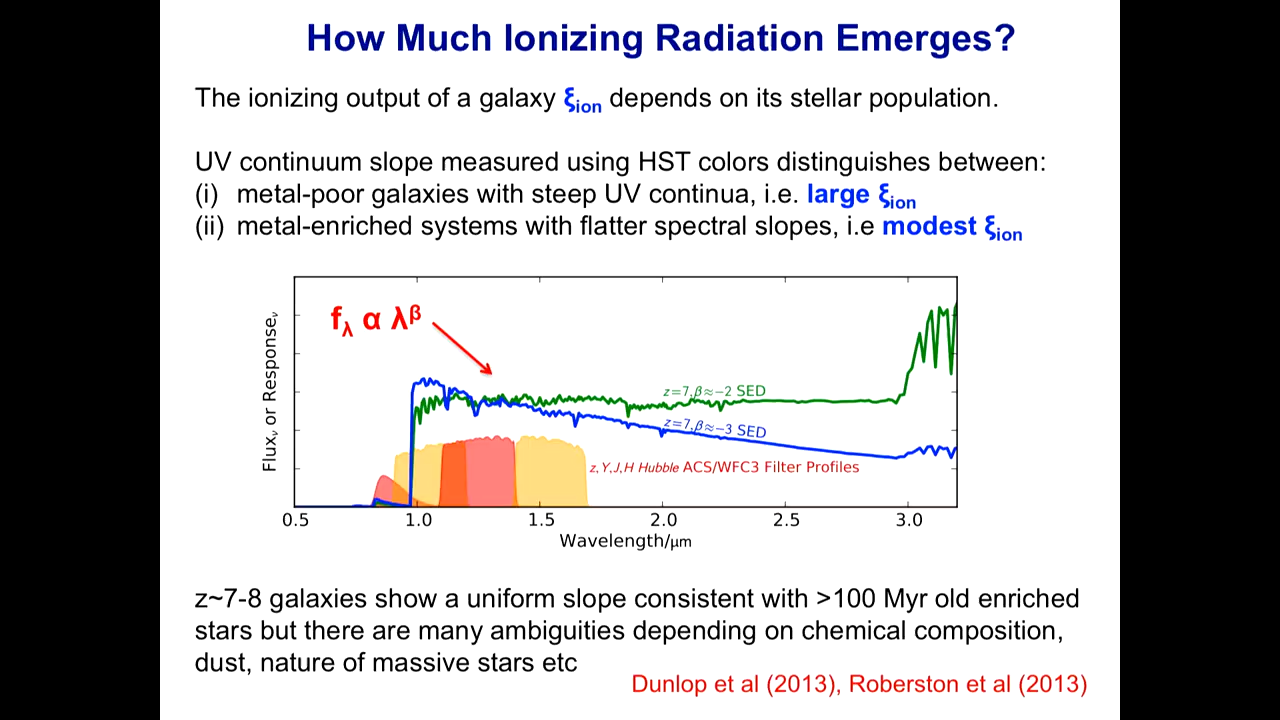 How Much Ionizing Radiation Emerges?
The ionizing output of a galaxy ξion depends on its stellar population.
UV continuum slope measured using HST colors distinguishes between:
(i) metal-poor galaxies with steep UV continua, i.e. large ξion
(ii) metal-enriched systems with flatter spectral slopes, i.e modest ξion
fλ α λβ
Fluxν or Responseν
z=7,β≈−2 SED
z=7,β≈−3 SED
z,Y,J,H Hubble ACS/WFC3 Filter Profiles
0.5 1.0 1.5 2.0 2.5 3.0
Wavelength/μm
z~7-8 galaxies show a uniform slope consistent with >100 Myr old enriched
stars but there are many ambiguities depending on chemical composition,
dust, nature of massive stars etc
Dunlop et al (2013), Roberston et al (2013)